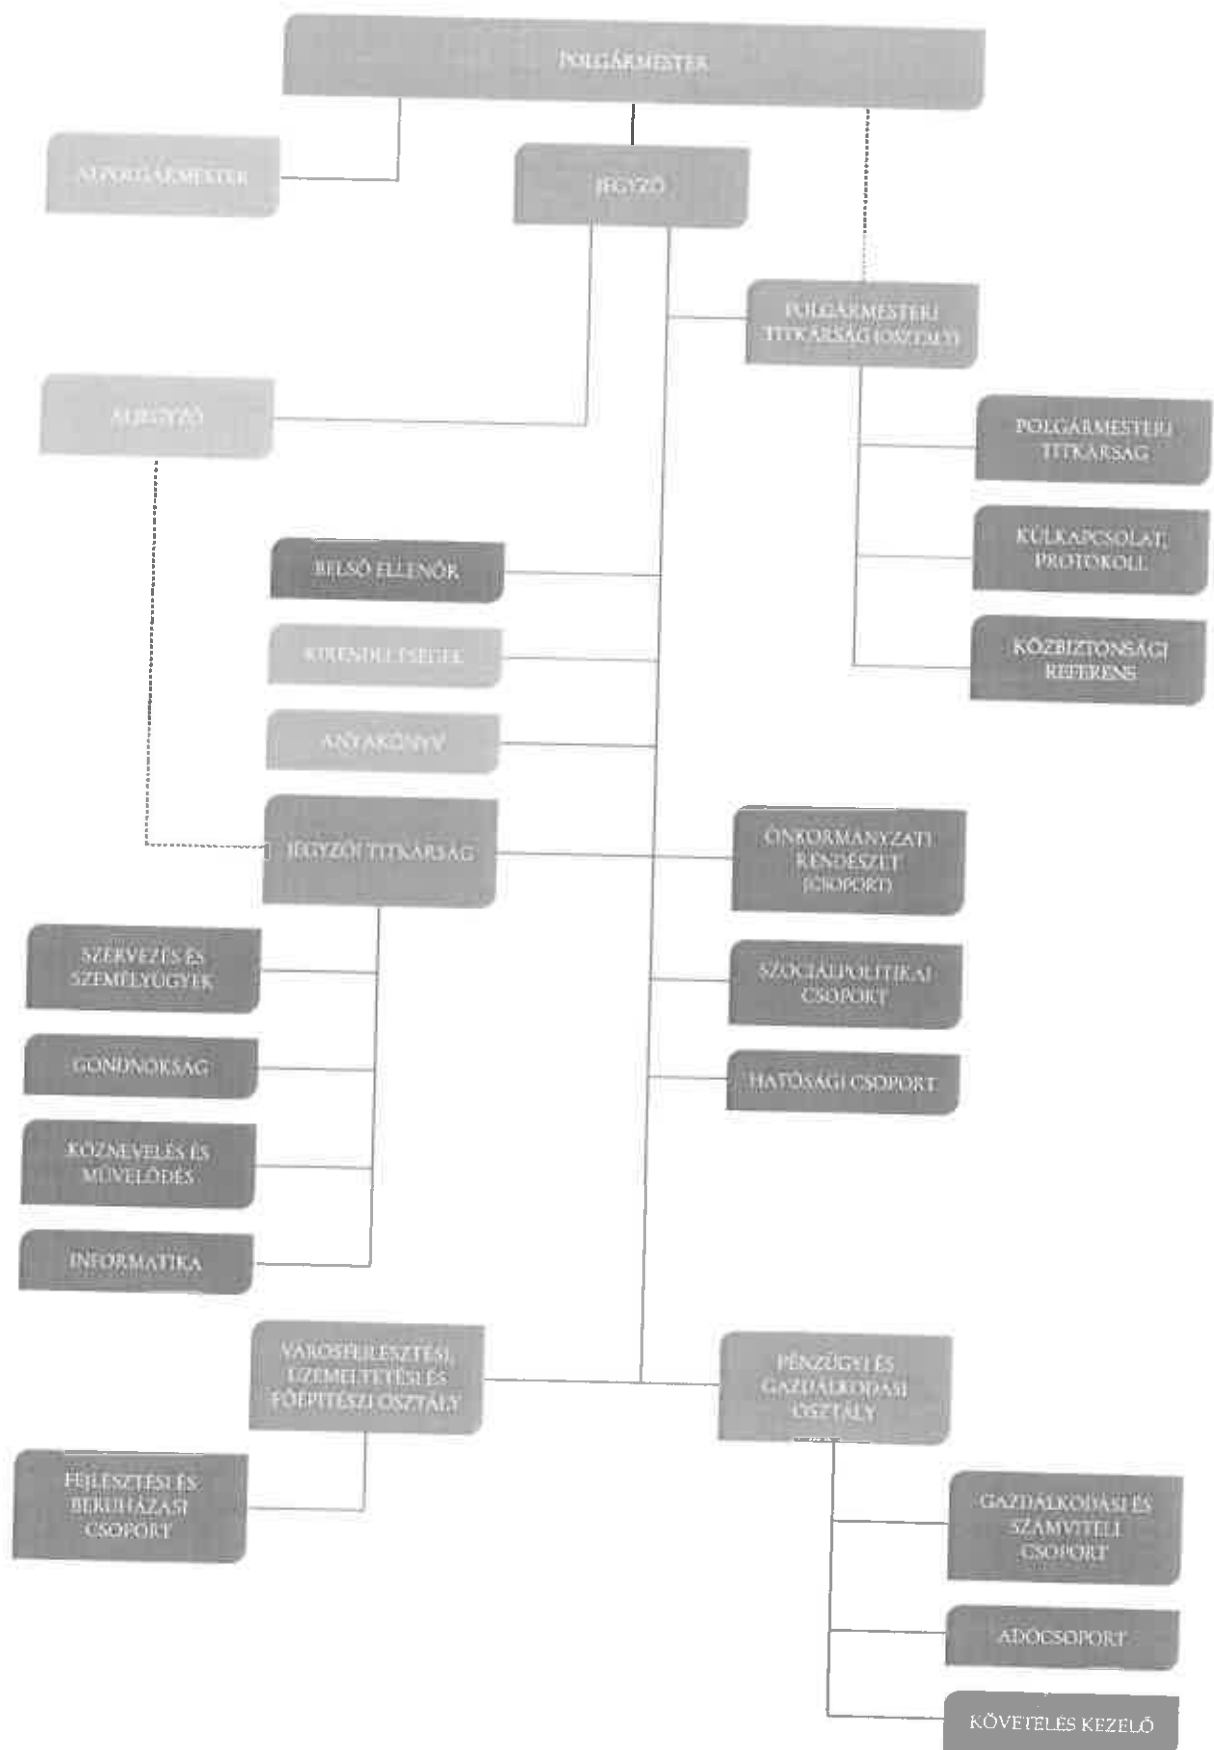 POLGÁRMESTER
ALPOLGÁRMESTER
JEGYZŐ
POLGÁRMESTERI
TITKÁRSÁG (OSZTÁLY)
ALJEGYZŐ
POLGÁRMESTERI
TITKÁRSÁG
KÜLKAPCSOLAT,
PROTOKOLL
BELSŐ ELLENŐR
KÖZBIZTONSÁGI
REFERENS
KIRENDELTSÉGEK
ANYAKÖNYV
JEGYZŐI TITKÁRSÁG
ÖNKORMÁNYZATI
RENDÉSZET
(CSOPORT)
SZERVEZÉS ÉS
SZEMÉLYÜGYEK
SZOCIÁLPOLITIKAI
CSOPORT
GONDNOKSÁG
HATÓSÁGI CSOPORT
KÖZNEVELÉS ÉS
MŰVELŐDÉS
INFORMATIKA
VÁROSFEJLESZTÉSI,
ÜZEMELTETÉSI ÉS
FŐÉPÍTÉSZI OSZTÁLY
PÉNZÜGYI ÉS
GAZDÁLKODÁSI
OSZTÁLY
FEJLESZTÉSI ÉS
BERUHÁZÁSI
CSOPORT
GAZDÁLKODÁSI ÉS
SZÁMVITELI
CSOPORT
ADÓCSOPORT
KÖVETELÉS KEZELŐ